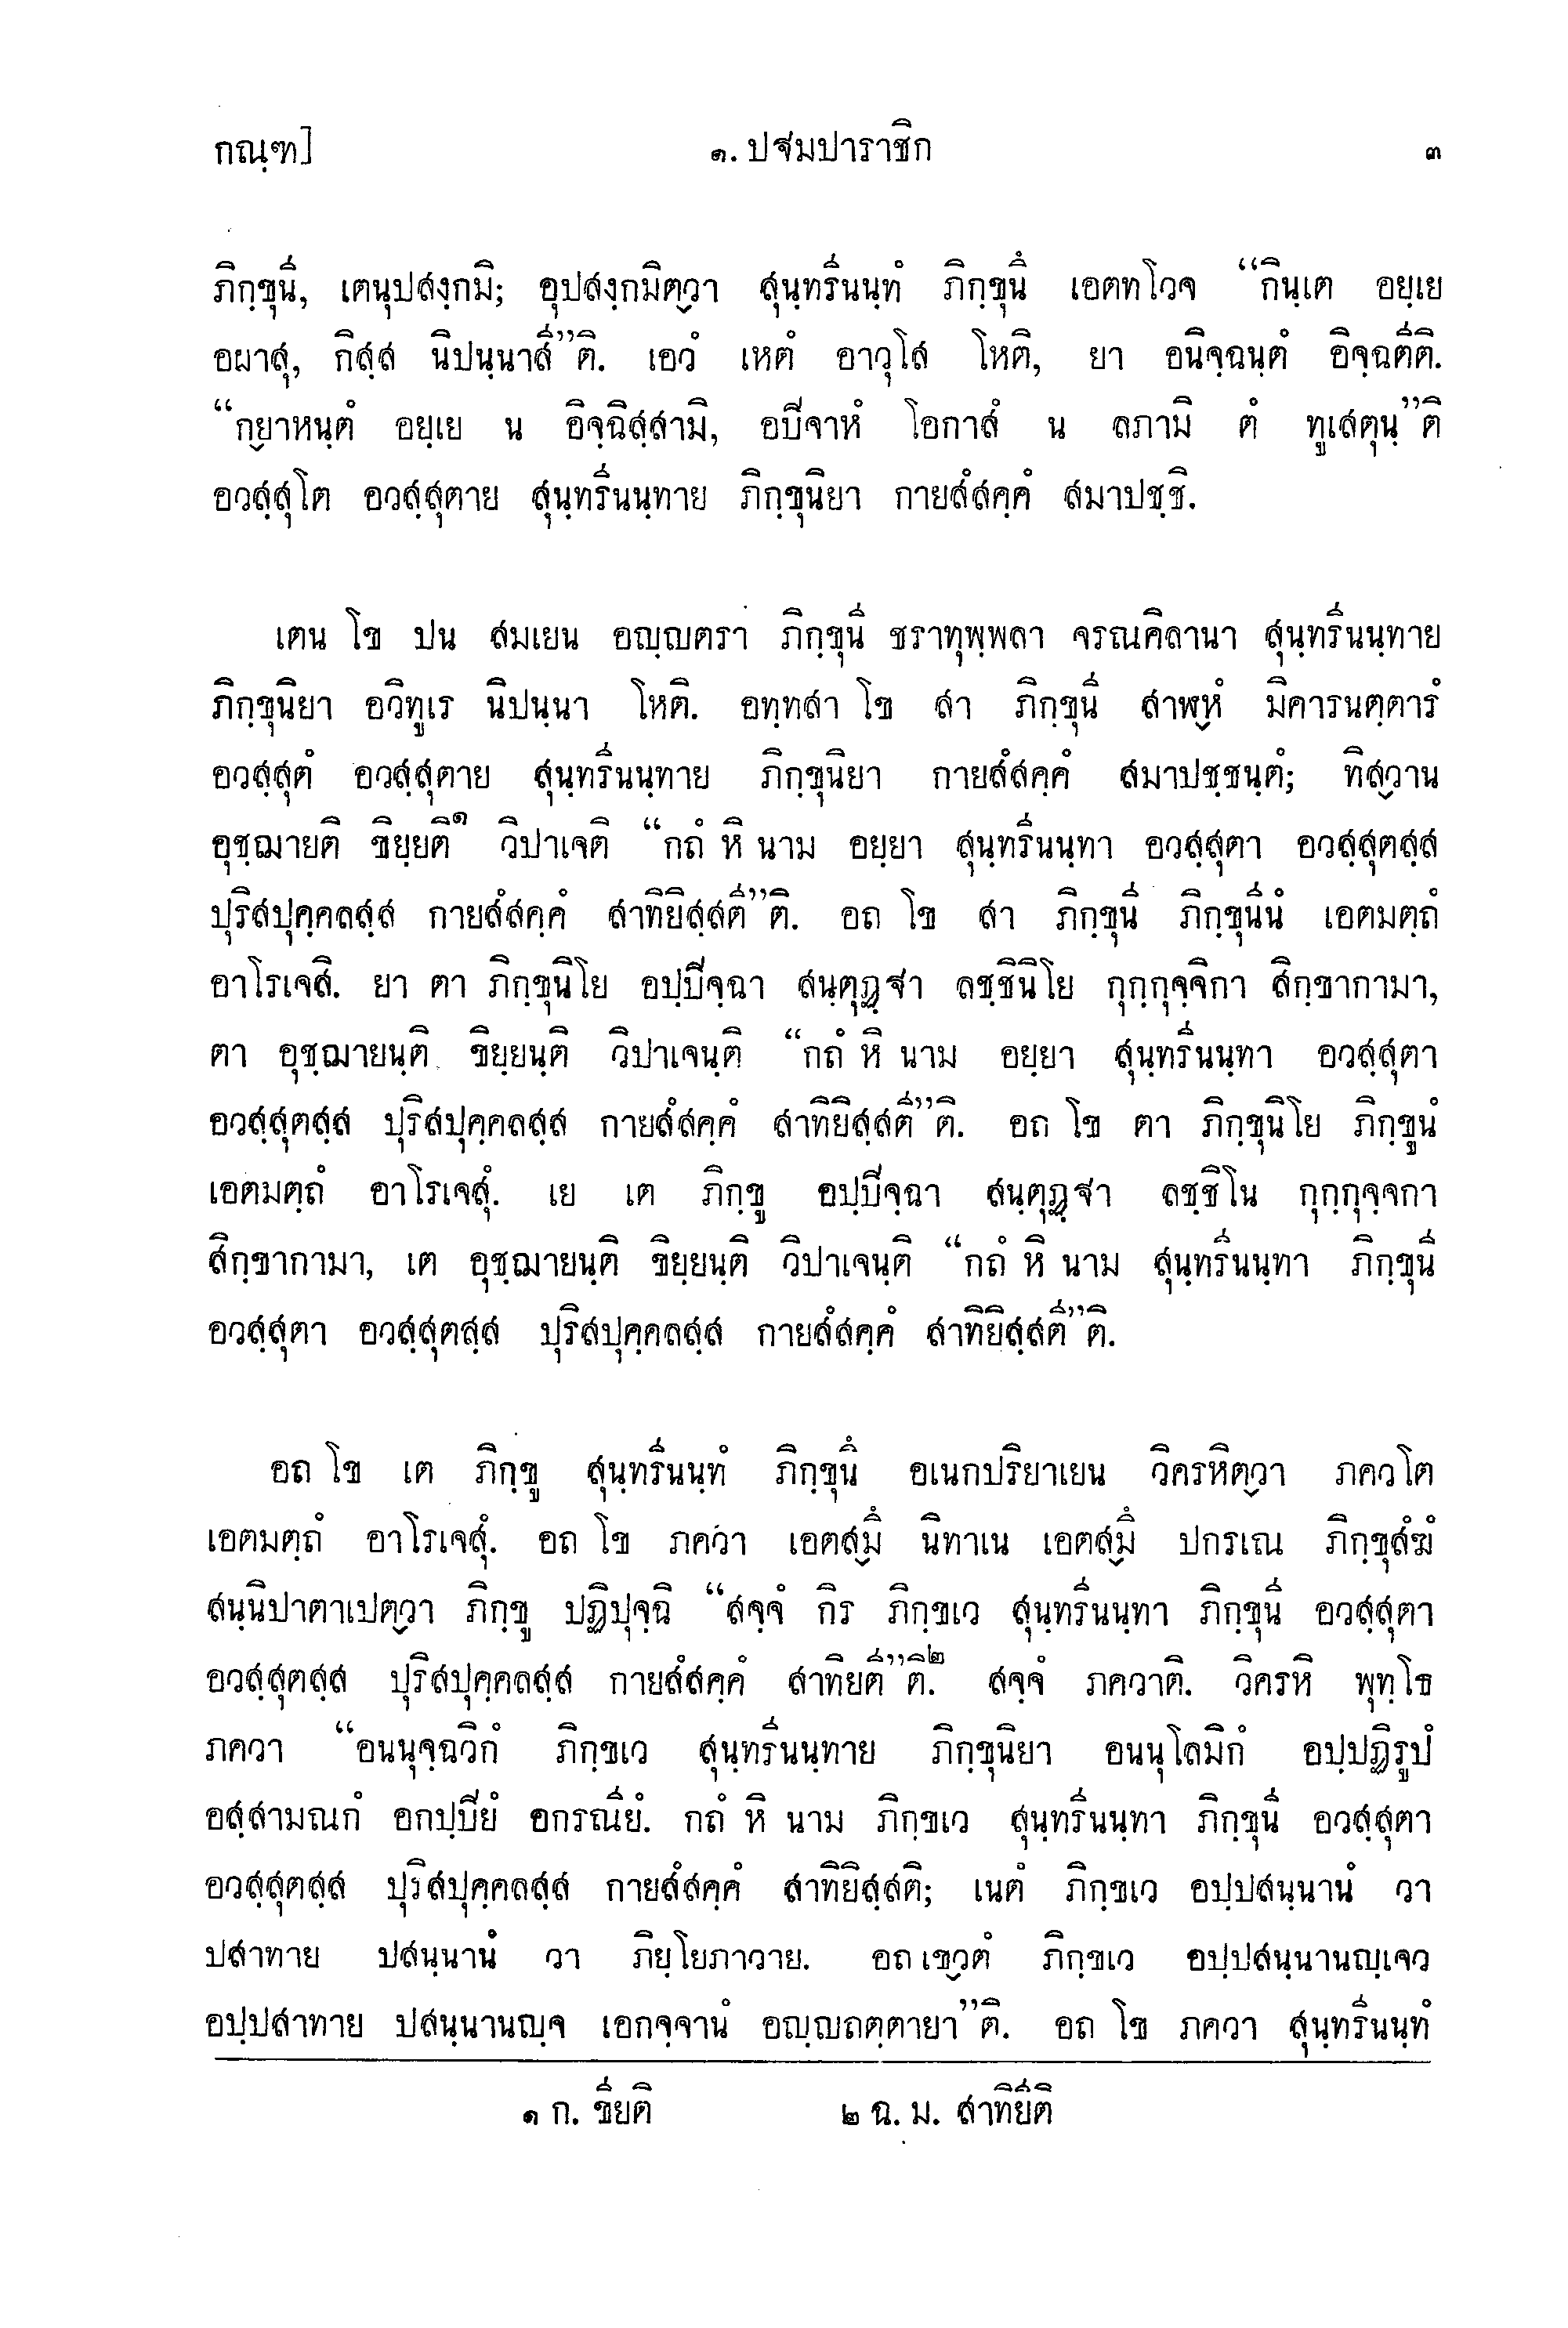 กณฺฑ] ๑. ปฐมปาราชิก ๓
ภิกฺขุนี, เตนุปสงฺกมิ; อุปสงฺกมิตฺวา สุนฺทรีนนฺทํ ภิกฺขุนึ เอตทโวจ “กินฺเต อยฺเย
อผาสุ, กิสฺส นิปนฺนาสี”ติ. เอวํ เหตํ อาวุโส โหติ, ยา อนิจฺฉนฺตํ อิจฺฉตีติ.
“กฺยาหนฺตํ อยฺเย น อิจฺฉิสฺสามิ, อปิจาหํ โอกาสํ น ลภามิ ตํ ทูเสตุนฺ”ติ
อวสฺสุโต อวสฺสุตาย สุนฺทรีนนฺทาย ภิกฺขุนิยา กายสํสคฺคํ สมาปชฺชิ.
เตน โข ปน สมเยน อญฺญตรา ภิกฺขุนี ชราทุพฺพลา จรณคิลานา สุนฺทรีนนฺทาย
ภิกฺขุนิยา อวิทูเร นิปนฺนา โหติ. อทฺทสา โข สา ภิกฺขุนี สาฬฺหํ มิคารนตฺตารํ
อวสฺสุตํ อวสฺสุตาย สุนฺทรีนนฺทาย ภิกฺขุนิยา กายสํสคฺคํ สมาปชฺชนฺตํ; ทิสฺวาน
อุชฺฌายติ ขิยฺยติ๑ วิปาเจติ “กถํ หิ นาม อยฺยา สุนฺทรีนนฺทา อวสฺสุตา อวสฺสุตสฺส
ปุริสปุคฺคลสฺส กายสํสคฺคํ สาทิยิสฺสตี”ติ. อถ โข สา ภิกฺขุนี ภิกฺขุนีนํ เอตมตฺถํ
อาโรเจสิ. ยา ตา ภิกฺขุนิโย อปฺปิจฺฉา สนฺตุฏฺฐา ลชฺชินิโย กุกฺกุจฺจิกา สิกฺขากามา,
ตา อุชฺฌายนฺติ ขิยฺยนฺติ วิปาเจนฺติ “กถํ หิ นาม อยฺยา สุนฺทรีนนฺทา อวสฺสุตา
อวสฺสุตสฺส ปุริสปุคฺคลสฺส กายสํสคฺคํ สาทิยิสฺสตี”ติ. อถ โข ตา ภิกฺขุนิโย ภิกฺขูนํ
เอตมตฺถํ อาโรเจสุํ. เย เต ภิกฺขู อปฺปิจฺฉา สนฺตุฏฺฐา ลชฺชิโน กุกฺกุจฺจกา
สิกฺขากามา, เต อุชฺฌายนฺติ ขิยฺยนฺติ วิปาเจนฺติ “กถํ หิ นาม สุนฺทรีนนฺทา ภิกฺขุนี
อวสฺสุตา อวสฺสุตสฺส ปุริสปุคฺคลสฺส กายสํสคฺคํ สาทิยิสฺสตี”ติ.
อถ โข เต ภิกฺขู สุนฺทรีนนฺทํ ภิกฺขุนึ อเนกปริยาเยน วิครหิตฺวา ภควโต
เอตมตฺถํ อาโรเจสุํ. อถ โข ภควา เอตสฺมึ นิทาเน เอตสฺมึ ปกรเณ ภิกฺขุสํฆํ
สนฺนิปาตาเปตฺวา ภิกฺขู ปฏิปุจฺฉิ “สจฺจํ กิร ภิกฺขเว สุนฺทรีนนฺทา ภิกฺขุนี อวสฺสุตา
อวสฺสุตสฺส ปุริสปุคฺคลสฺส กายสํสคฺคํ สาทิยตี”ติ.๒ สจฺจํ ภควาติ. วิครหิ พุทฺโธ
ภควา “อนนุจฺฉวิกํ ภิกฺขเว สุนฺทรีนนฺทาย ภิกฺขุนิยา อนนุโลมิกํ อปฺปฏิรูปํ
อสฺสามณกํ อกปฺปิยํ อกรณียํ. กถํ หิ นาม ภิกฺขเว สุนฺทรีนนฺทา ภิกฺขุนี อวสฺสุตา
อวสฺสุตสฺส ปุริสปุคฺคลสฺส กายสํสคฺคํ สาทิยิสฺสติ; เนตํ ภิกฺขเว อปฺปสนฺนานํ วา
ปสาทาย ปสนฺนานํ วา ภิยฺโยภาวาย. อถ เขฺวตํ ภิกฺขเว อปฺปสนฺนานญฺเจว
อปฺปสาทาย ปสนฺนานญฺจ เอกจฺจานํ อญฺญถตฺตายา”ติ. อถ โข ภควา สุนฺทรีนนฺทํ
๑ ก. ขียติ ๒ ฉ. ม. สาทิยีติ